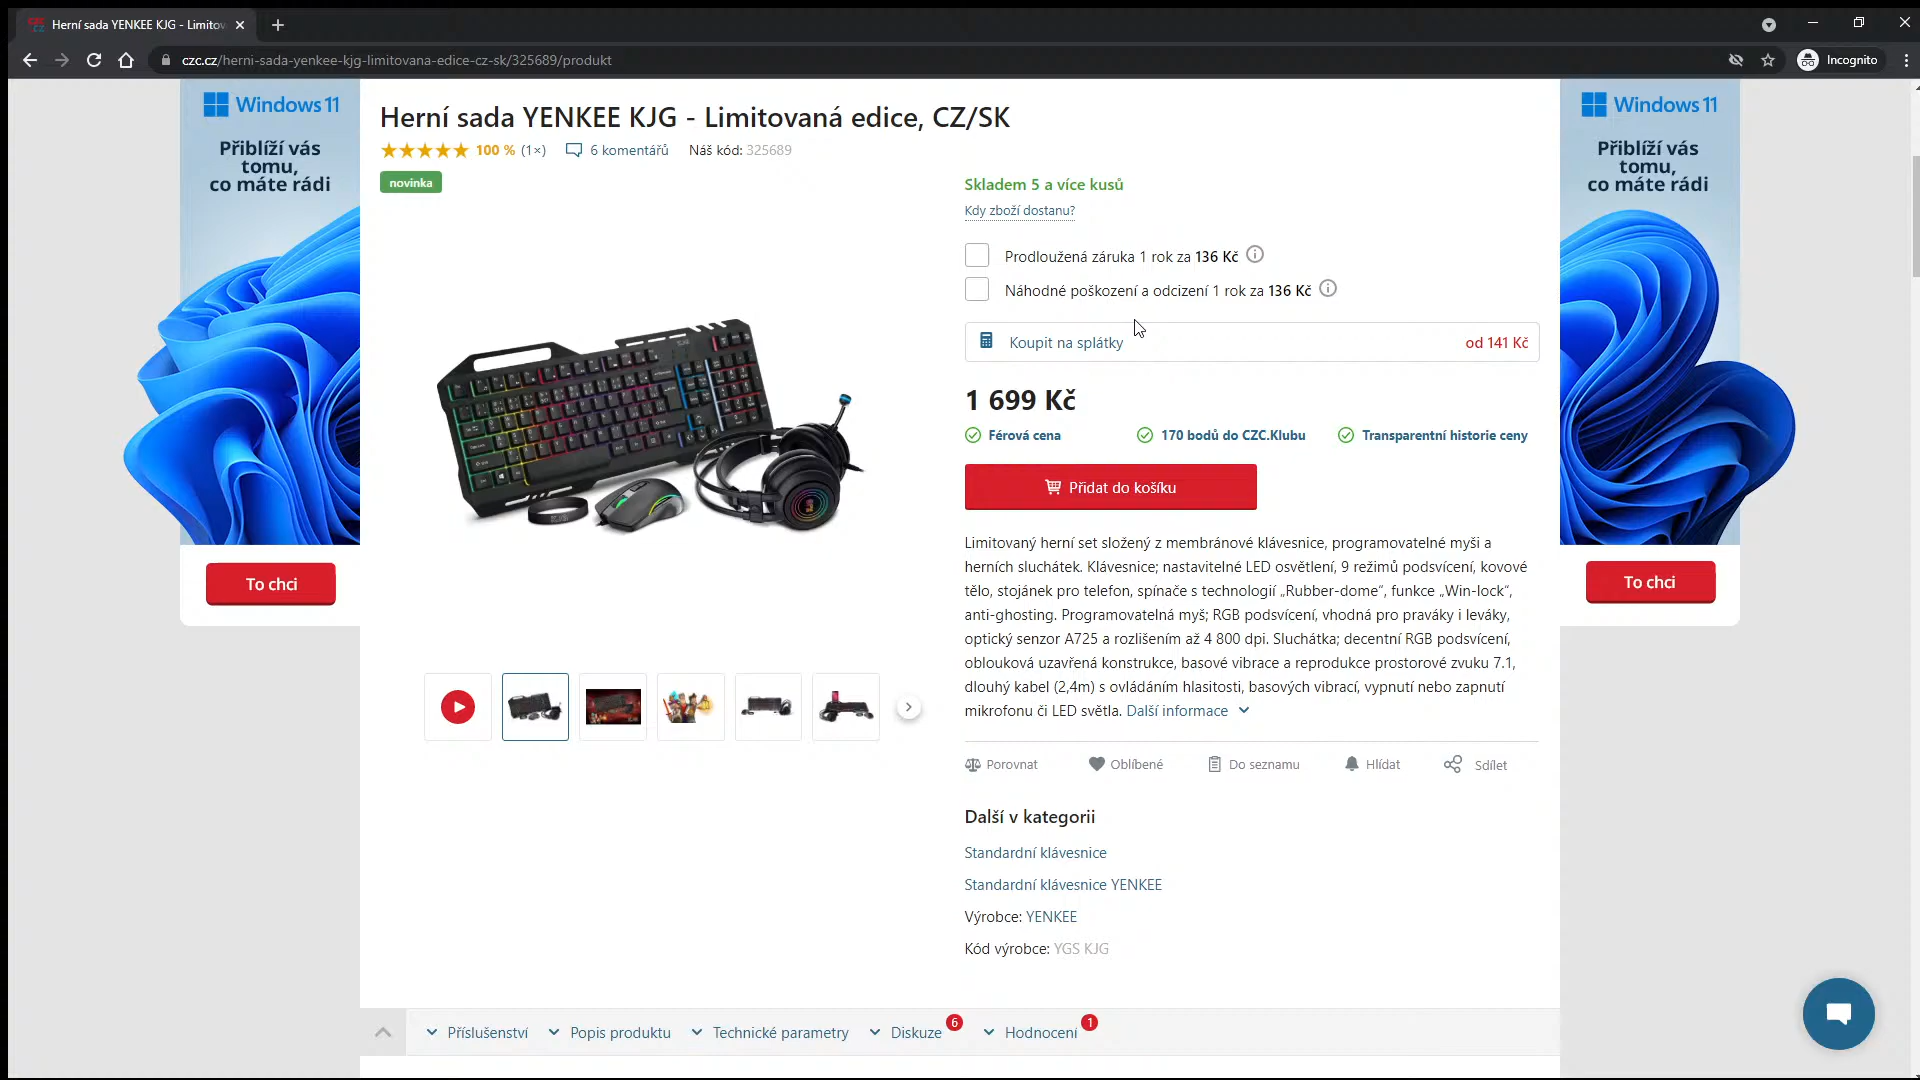 Herní sada YENKEE KJG - Limitov
czc.cz/herni-sada-yenkee-kjg-limitovana-edice-cz-sk/325689/produkt
Incognito
Windows 11
Přiblíží vás
tomu,
co máte rádi
To chci
Herní sada YENKEE KJG - Limitovaná edice, CZ/SK
100 % (1×) 6 komentářů Náš kód: 325689
novinka
Skladem 5 a více kusů
Kdy zboží dostanu?
Prodloužená záruka 1 rok za 136 Kč
Náhodné poškození a odcizení 1 rok za 136 Kč
Koupit na splátky od 141 Kč
1 699 Kč
Férová cena 170 bodů do CZC.Klubu Transparentní historie ceny
Přidat do košíku
Limitovaný herní set složený z membránové klávesnice, programovatelné myši a
herních sluchátek. Klávesnice; nastavitelné LED osvětlení, 9 režimů podsvícení, kovové
tělo, stojánek pro telefon, spínače s technologií „Rubber-dome“, funkce „Win-lock“,
anti-ghosting. Programovatelná myš; RGB podsvícení, vhodná pro praváky i leváky,
optický senzor A725 a rozlišením až 4 800 dpi. Sluchátka; decentní RGB podsvícení,
oblouková uzavřená konstrukce, basové vibrace a reprodukce prostorové zvuku 7.1,
dlouhý kabel (2,4m) s ovládáním hlasitosti, basových vibrací, vypnutí nebo zapnutí
mikrofonu či LED světla. Další informace
Porovnat Oblíbené Do seznamu Hlídat Sdílet
Další v kategorii
Standardní klávesnice
Standardní klávesnice YENKEE
Výrobce: YENKEE
Kód výrobce: YGS KJG
Příslušenství Popis produktu Technické parametry Diskuze 6 Hodnocení 1
Windows 11
Přiblíží vás
tomu,
co máte rádi
To chci